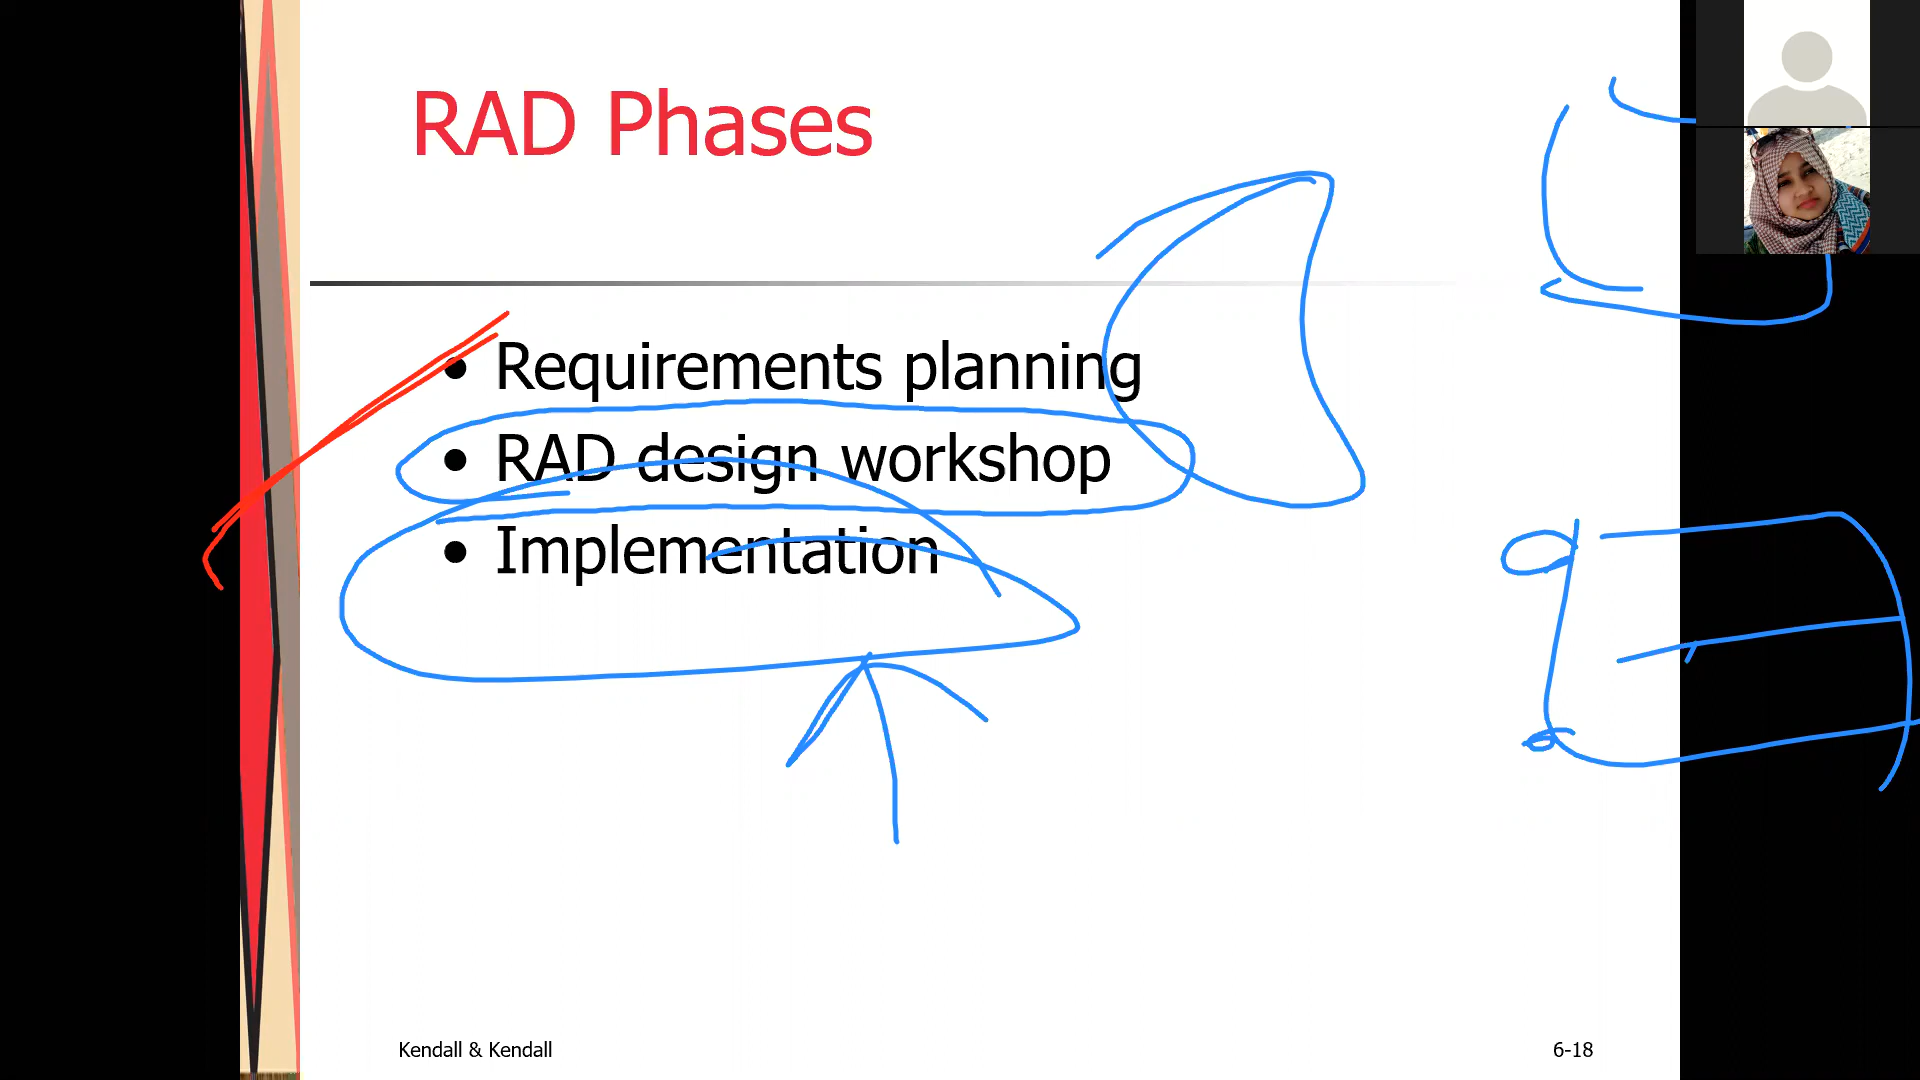 RAD Phases
• Requirements planning
• RAD design workshop
• Implementation
Kendall & Kendall
6-18